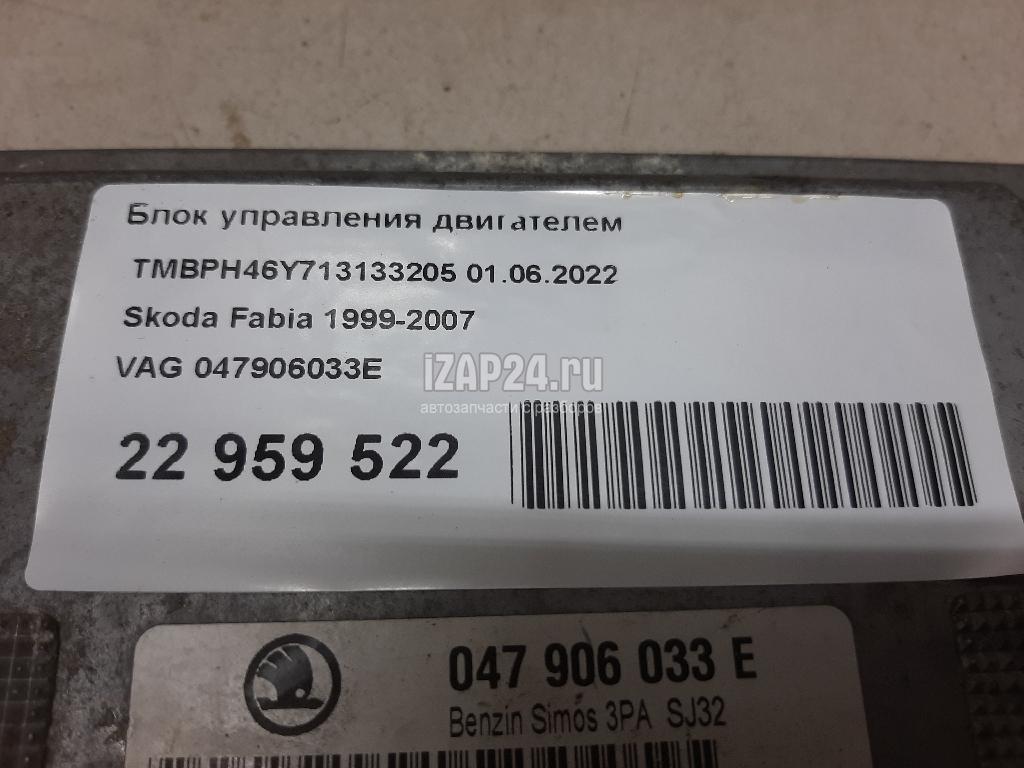 Блок управления двигателем
TMBPH46Y713133205 01.06.2022
Skoda Fabia 1999-2007
VAG 047906033E
iZAP24.ru
автозапчасти с разборов
22 959 522
047 906 033 E
Benzin Simos 3PA SJ32